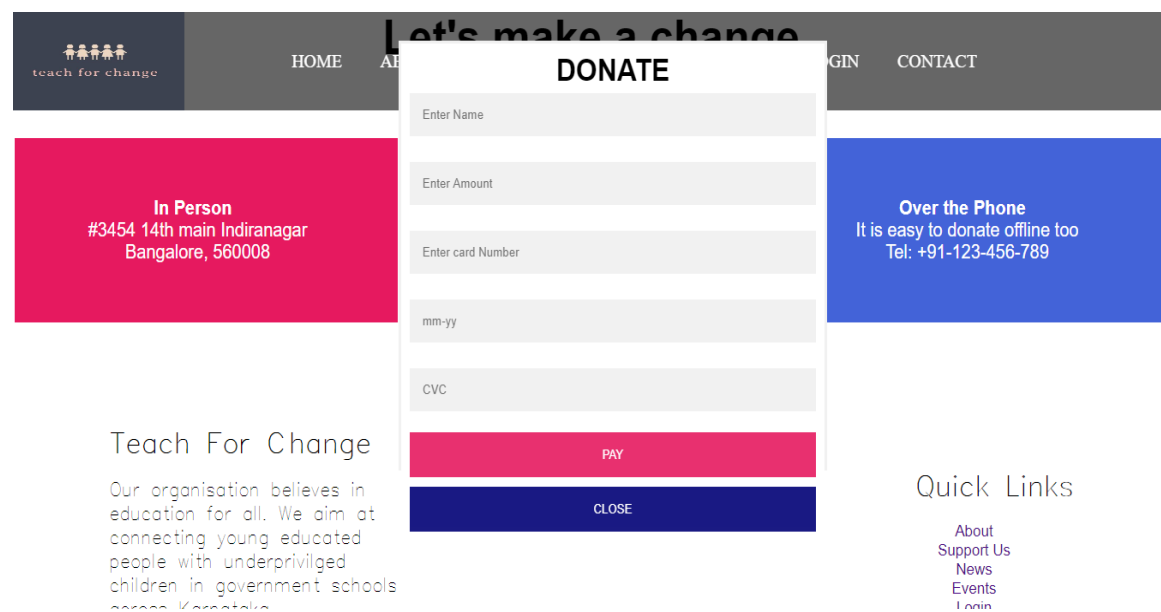 Let's make a change
teach for change
HOME
CONTACT
DONATE
Enter Name
Enter Amount
Enter card Number
mm-yy
CVC
PAY
CLOSE
In Person
#3454 14th main Indiranagar
Bangalore, 560008
Over the Phone
It is easy to donate offline too
Tel: +91-123-456-789
Teach For Change
Our organisation believes in
education for all. We aim at
connecting young educated
people with underprivilged
children in government schools
across Karnataka
Quick Links
About
Support Us
News
Events
Login